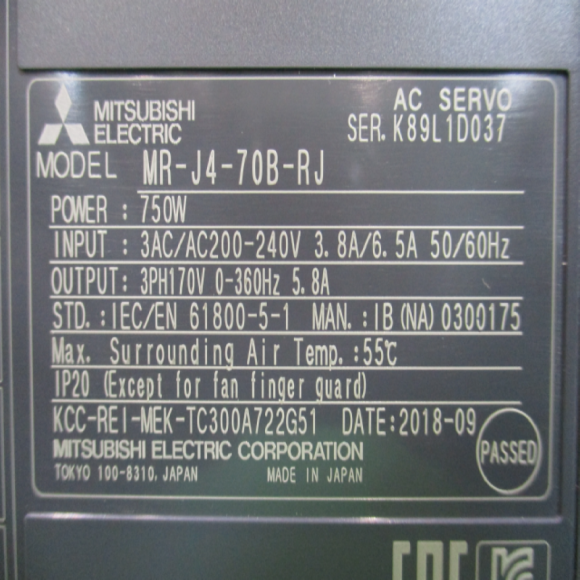 AC SERVO
MITSUBISHI
ELECTRIC
SER. K89L1D037
MODEL MR-J4-70B-RJ
POWER : 750W
INPUT : 3AC/AC200-240V 3.8A/6.5A 50/60Hz
OUTPUT: 3PH170V 0-360Hz 5.8A
STD. :IEC/EN 61800-5-1 MAN. :IB(NA)0300175
Max. Surrounding Air Temp. :55℃
IP20 (Except for fan finger guard)
KCC-REI-MEK-TC300A722G51 DATE:2018-09
MITSUBISHI ELECTRIC CORPORATION
PASSED
TOKYO 100-8310, JAPAN MADE IN JAPAN